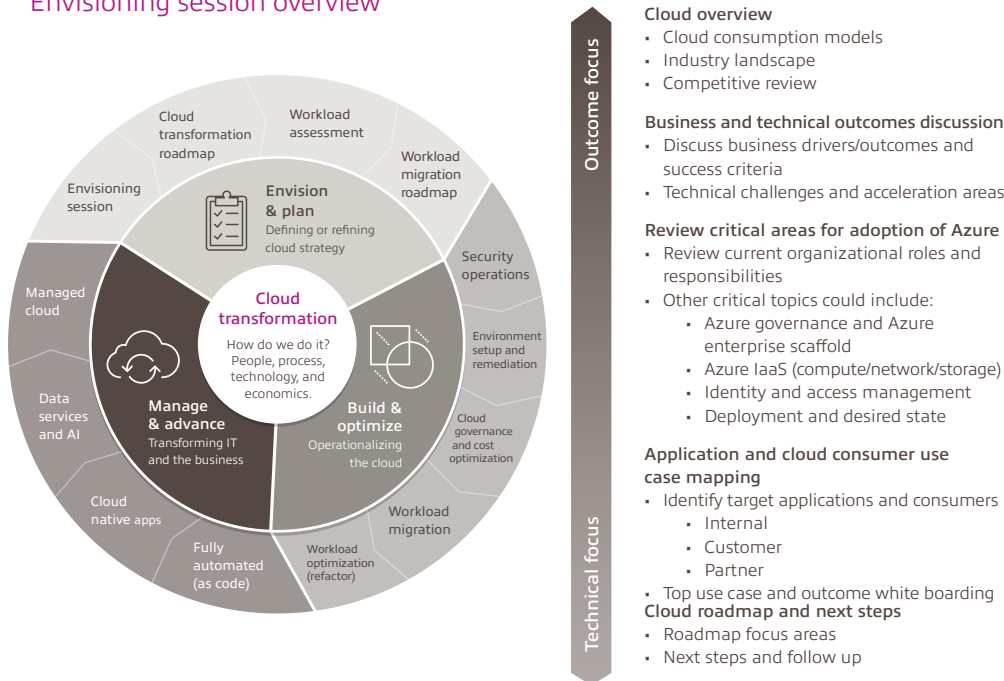 Envisioning session overview
Cloud
transformation
roadmap
Workload
assessment
Workload
migration
roadmap
Envisioning
session
Envision
& plan
Defining or refining
cloud strategy
Security
operations
Managed
cloud
Cloud
transformation
How do we do it?
People, process,
technology, and
economics.
Environment
setup and
remediation
Data
services
and AI
Manage
& advance
Transforming IT
and the business
Build &
optimize
Operationalizing
the cloud
Cloud
governance
and cost
optimization
Cloud
native apps
Workload
migration
Fully
automated
(as code)
Workload
optimization
(refactor)
Outcome focus
Technical focus
Cloud overview
• Cloud consumption models
• Industry landscape
• Competitive review
Business and technical outcomes discussion
• Discuss business drivers/outcomes and
success criteria
• Technical challenges and acceleration areas
Review critical areas for adoption of Azure
• Review current organizational roles and
responsibilities
• Other critical topics could include:
• Azure governance and Azure
enterprise scaffold
• Azure IaaS (compute/network/storage)
• Identity and access management
• Deployment and desired state
Application and cloud consumer use
case mapping
• Identify target applications and consumers
• Internal
• Customer
• Partner
• Top use case and outcome white boarding
Cloud roadmap and next steps
• Roadmap focus areas
• Next steps and follow up